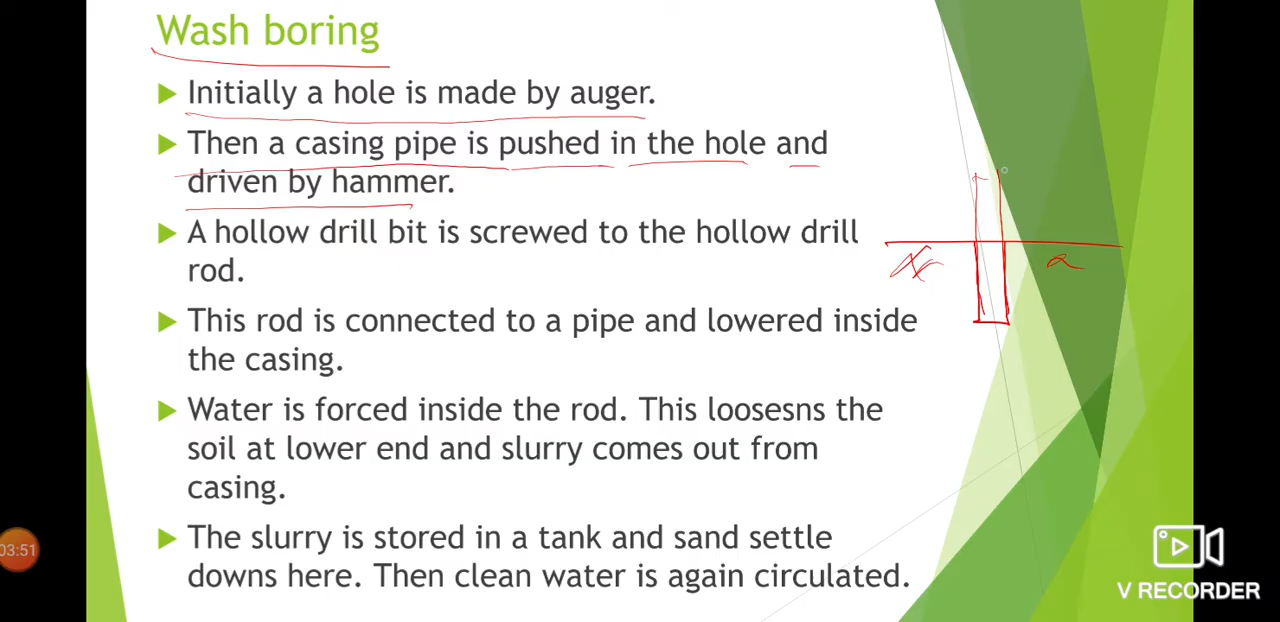 Wash boring
Initially a hole is made by auger.
Then a casing pipe is pushed in the hole and
driven by hammer.
A hollow drill bit is screwed to the hollow drill
rod.
This rod is connected to a pipe and lowered inside
the casing.
Water is forced inside the rod. This loosesns the
soil at lower end and slurry comes out from
casing.
The slurry is stored in a tank and sand settle
downs here. Then clean water is again circulated.
03:51
V RECORDER